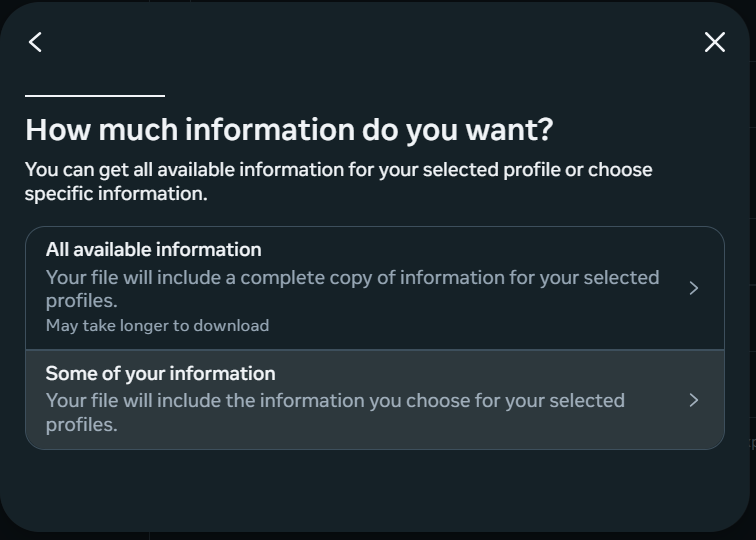 How much information do you want?
You can get all available information for your selected profile or choose
specific information.
All available information
Your file will include a complete copy of information for your selected
profiles.
May take longer to download
Some of your information
Your file will include the information you choose for your selected
profiles.